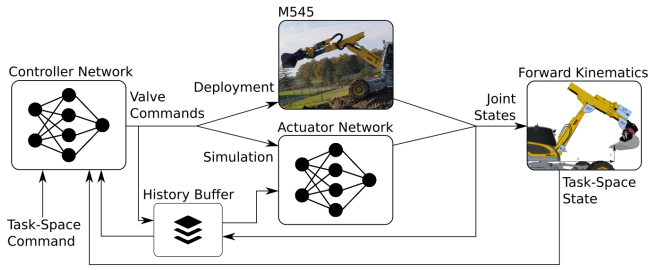 M545
Controller Network
Forward Kinematics
Valve
Commands
Deployment
Joint
States
Actuator Network
Simulation
History Buffer
Task-Space
State
Task-Space
Command